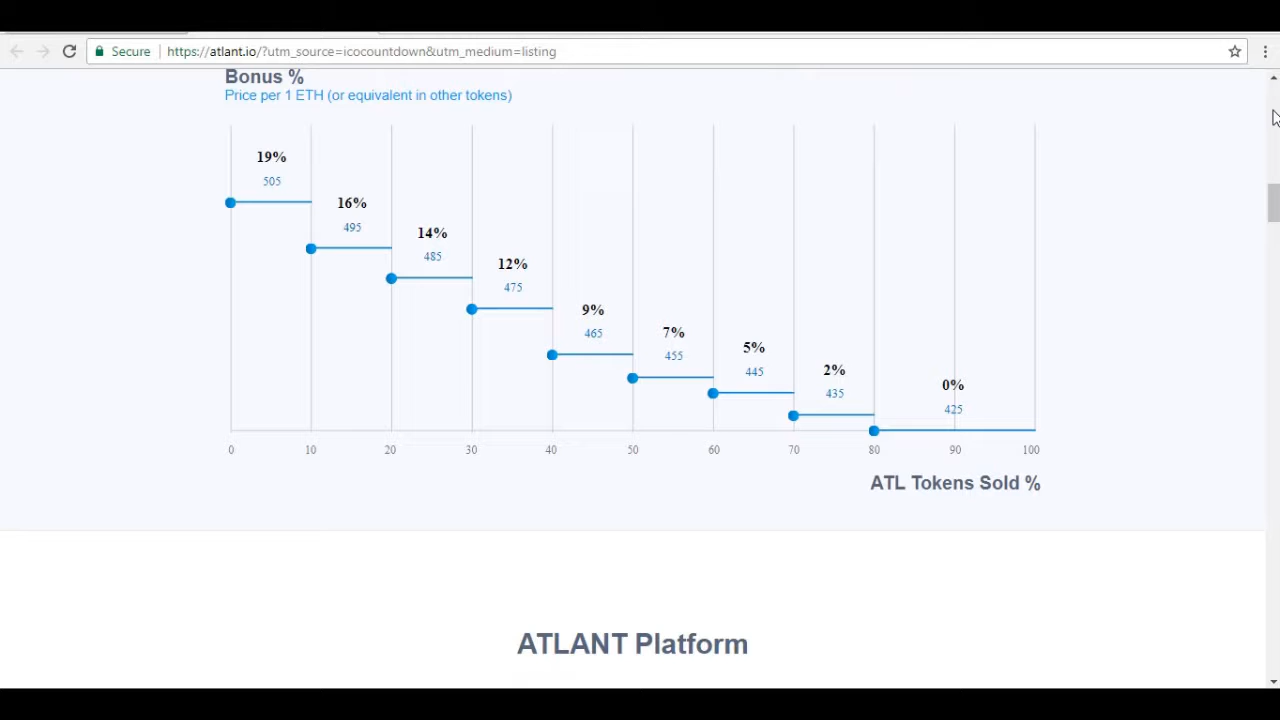 Secure
https://atlant.io/?utm_source=icocountdown&utm_medium=listing
Bonus %
Price per 1 ETH (or equivalent in other tokens)
19%
505
16%
495
14%
485
12%
475
9%
465
7%
455
5%
445
2%
435
0%
425
0 10 20 30 40 50 60 70 80 90 100
ATL Tokens Sold %
ATLANT Platform